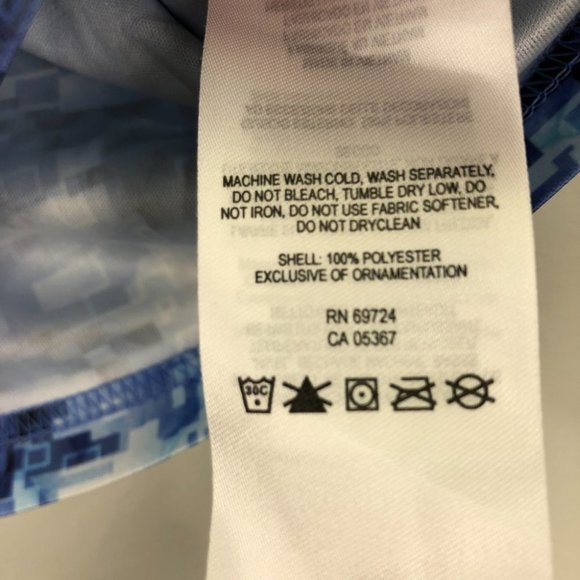 MACHINE WASH COLD, WASH SEPARATELY,
DO NOT BLEACH, TUMBLE DRY LOW, DO
NOT IRON, DO NOT USE FABRIC SOFTENER,
DO NOT DRYCLEAN
SHELL: 100% POLYESTER
EXCLUSIVE OF ORNAMENTATION
RN 69724
CA 05367
30C